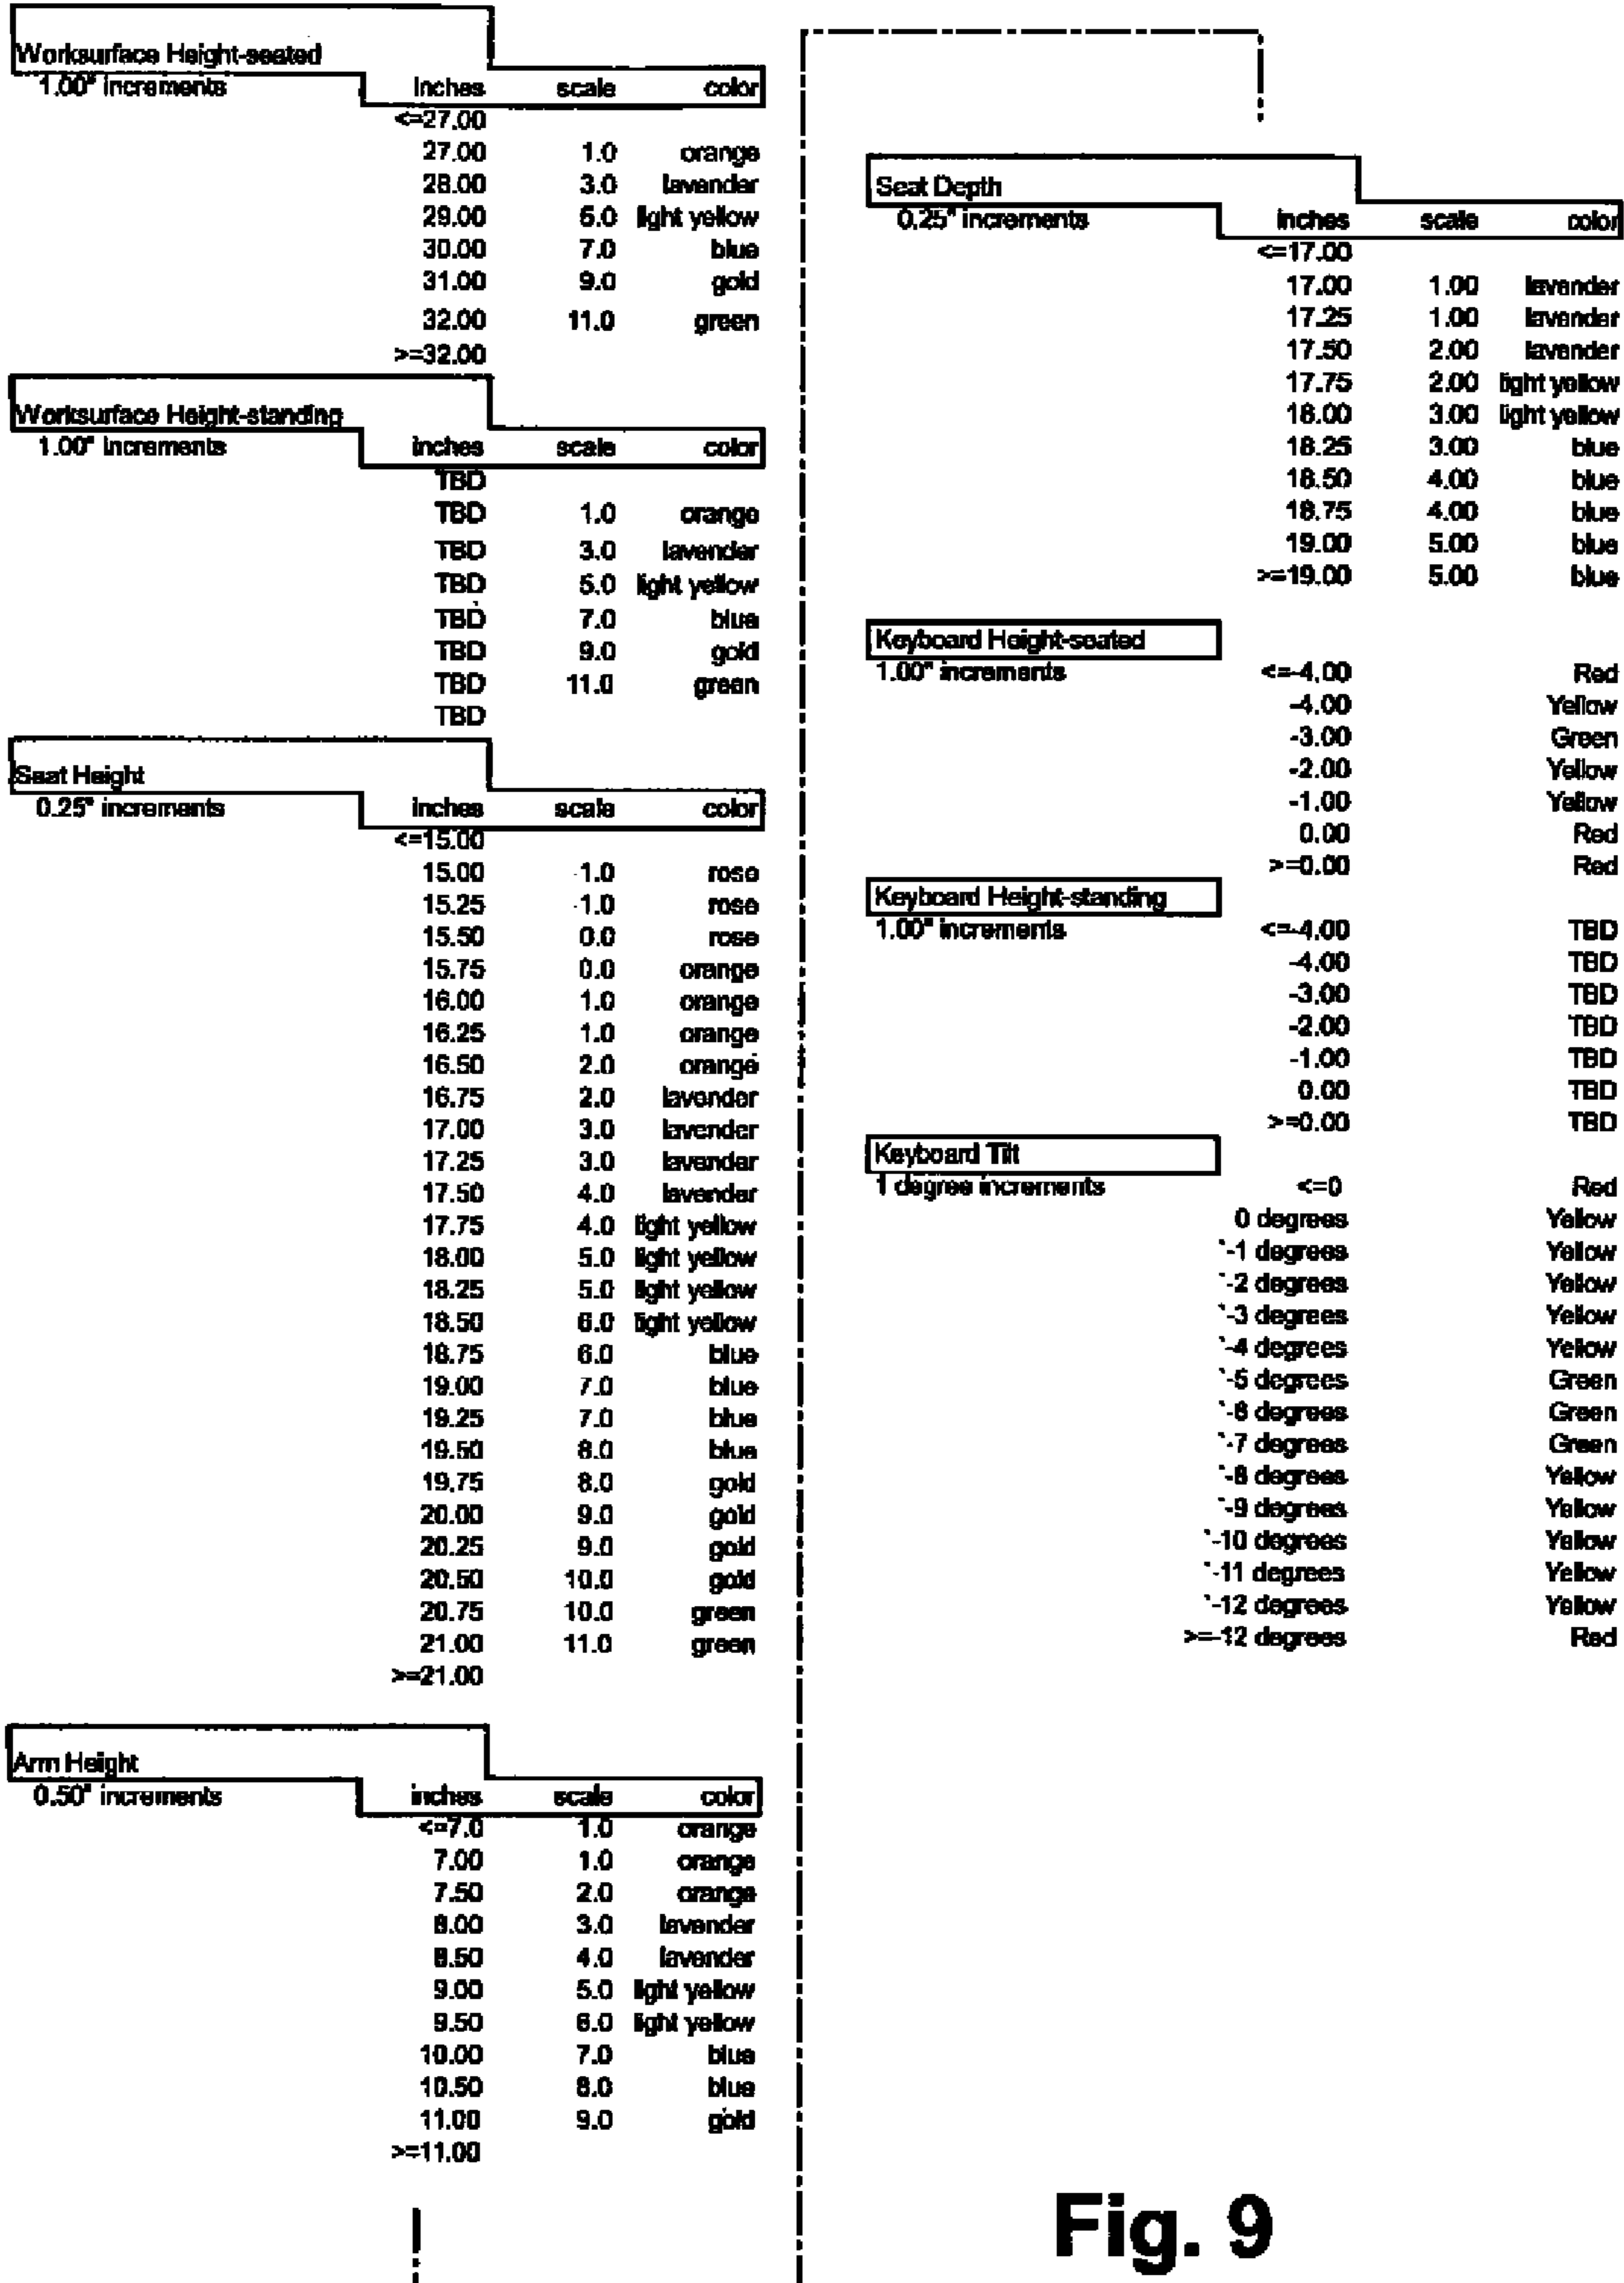 Worksurface Height-seated
1.00" increments inches scale color
<=27.00
27.00 1.0 orange
28.00 3.0 lavender
29.00 5.0 light yellow
30.00 7.0 blue
31.00 9.0 gold
32.00 11.0 green
>=32.00
Worksurface Height-standing
1.00" increments inches scale color
TBD
TBD 1.0 orange
TBD 3.0 lavender
TBD 5.0 light yellow
TBD 7.0 blue
TBD 9.0 gold
TBD 11.0 green
TBD
Seat Height
0.25" increments inches scale color
<=15.00
15.00 -1.0 rose
15.25 -1.0 rose
15.50 0.0 rose
15.75 0.0 orange
16.00 1.0 orange
16.25 1.0 orange
16.50 2.0 orange
16.75 2.0 lavender
17.00 3.0 lavender
17.25 3.0 lavender
17.50 4.0 lavender
17.75 4.0 light yellow
18.00 5.0 light yellow
18.25 5.0 light yellow
18.50 6.0 light yellow
18.75 6.0 blue
19.00 7.0 blue
19.25 7.0 blue
19.50 8.0 blue
19.75 8.0 gold
20.00 9.0 gold
20.25 9.0 gold
20.50 10.0 gold
20.75 10.0 green
21.00 11.0 green
>=21.00
Arm Height
0.50" increments inches scale color
<=7.0 1.0 orange
7.00 1.0 orange
7.50 2.0 orange
8.00 3.0 lavender
8.50 4.0 lavender
9.00 5.0 light yellow
9.50 6.0 light yellow
10.00 7.0 blue
10.50 8.0 blue
11.00 9.0 gold
>=11.00
Seat Depth
0.25" increments inches scale color
<=17.00
17.00 1.00 lavender
17.25 1.00 lavender
17.50 2.00 lavender
17.75 2.00 light yellow
18.00 3.00 light yellow
18.25 3.00 blue
18.50 4.00 blue
18.75 4.00 blue
19.00 5.00 blue
>=19.00 5.00 blue
Keyboard Height-seated
1.00" increments <=-4.00 Red
-4.00 Yellow
-3.00 Green
-2.00 Yellow
-1.00 Yellow
0.00 Red
>=0.00 Red
Keyboard Height-standing
1.00" increments <=-4.00 TBD
-4.00 TBD
-3.00 TBD
-2.00 TBD
-1.00 TBD
0.00 TBD
>=0.00 TBD
Keyboard Tilt
1 degree increments <=0 Red
0 degrees Yellow
`-1 degrees Yellow
`-2 degrees Yellow
`-3 degrees Yellow
`-4 degrees Yellow
`-5 degrees Green
`-6 degrees Green
`-7 degrees Green
`-8 degrees Yellow
`-9 degrees Yellow
`-10 degrees Yellow
`-11 degrees Yellow
`-12 degrees Yellow
>=-12 degrees Red
Fig. 9